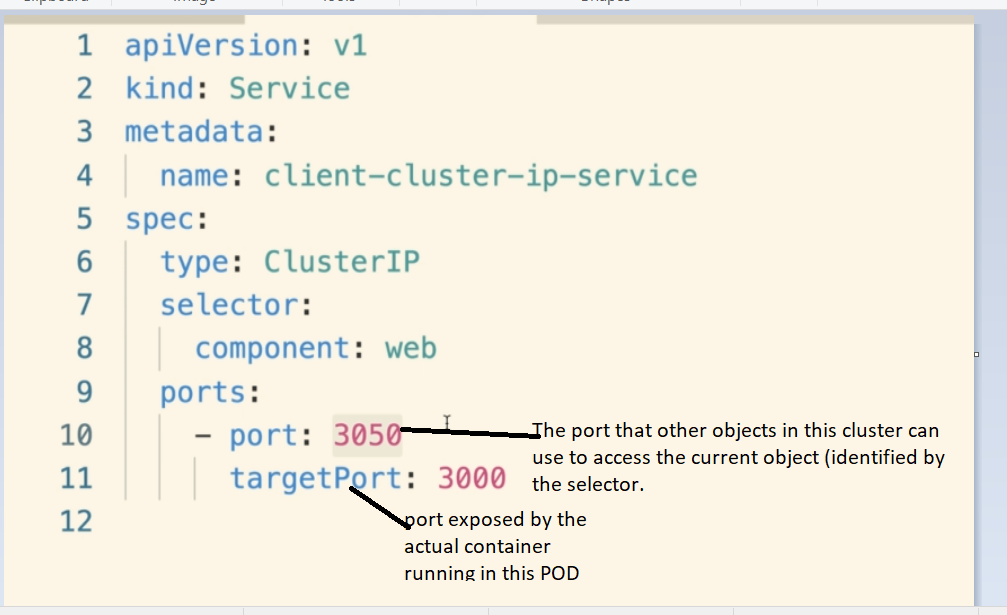 1 apiVersion: v1
2 kind: Service
3 metadata:
4 name: client-cluster-ip-service
5 spec:
6 type: ClusterIP
7 selector:
8 component: web
9 ports:
10 - port: 3050
11 targetPort: 3000
12
The port that other objects in this cluster can
use to access the current object (identified by
the selector.
port exposed by the
actual container
running in this POD